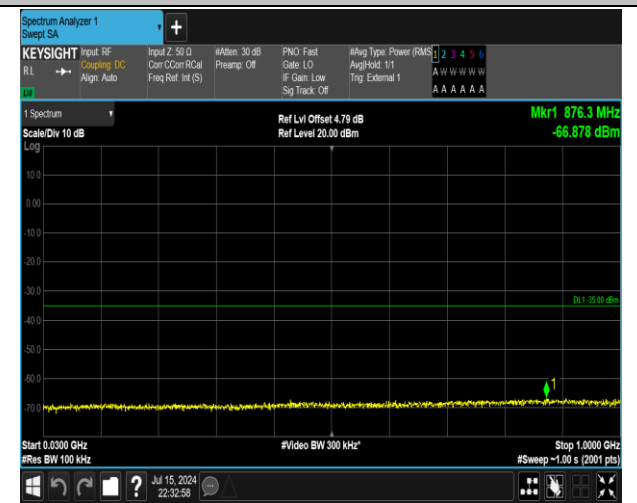 Spectrum Analyzer 1
Swept SA
+
KEYSIGHT Input: RF Input Z: 50 Ω #Atten: 30 dB PNO: Fast #Avg Type: Power (RMS 1 2 3 4 5 6
RL Coupling: DC Corr CCorr RCal Preamp: Off Gate: LO Avg|Hold: 1/1 A W W W W W
Align: Auto Freq Ref: Int (S) IF Gain: Low Trig: External 1
Sig Track: Off A A A A A A
1 Spectrum Ref Lvl Offset 4.79 dB Mkr1 876.3 MHz
Scale/Div 10 dB Ref Level 20.00 dBm -66.878 dBm
Log
10.0
0.00
-10.0
-20.0
-30.0
DL1 -35.00 dBm
-40.0
-50.0
-60.0
1
-70.0
Start 0.0300 GHz #Video BW 300 kHz* Stop 1.0000 GHz
#Res BW 100 kHz #Sweep ~1.00 s (2001 pts)
? Jul 15, 2024
22:32:58